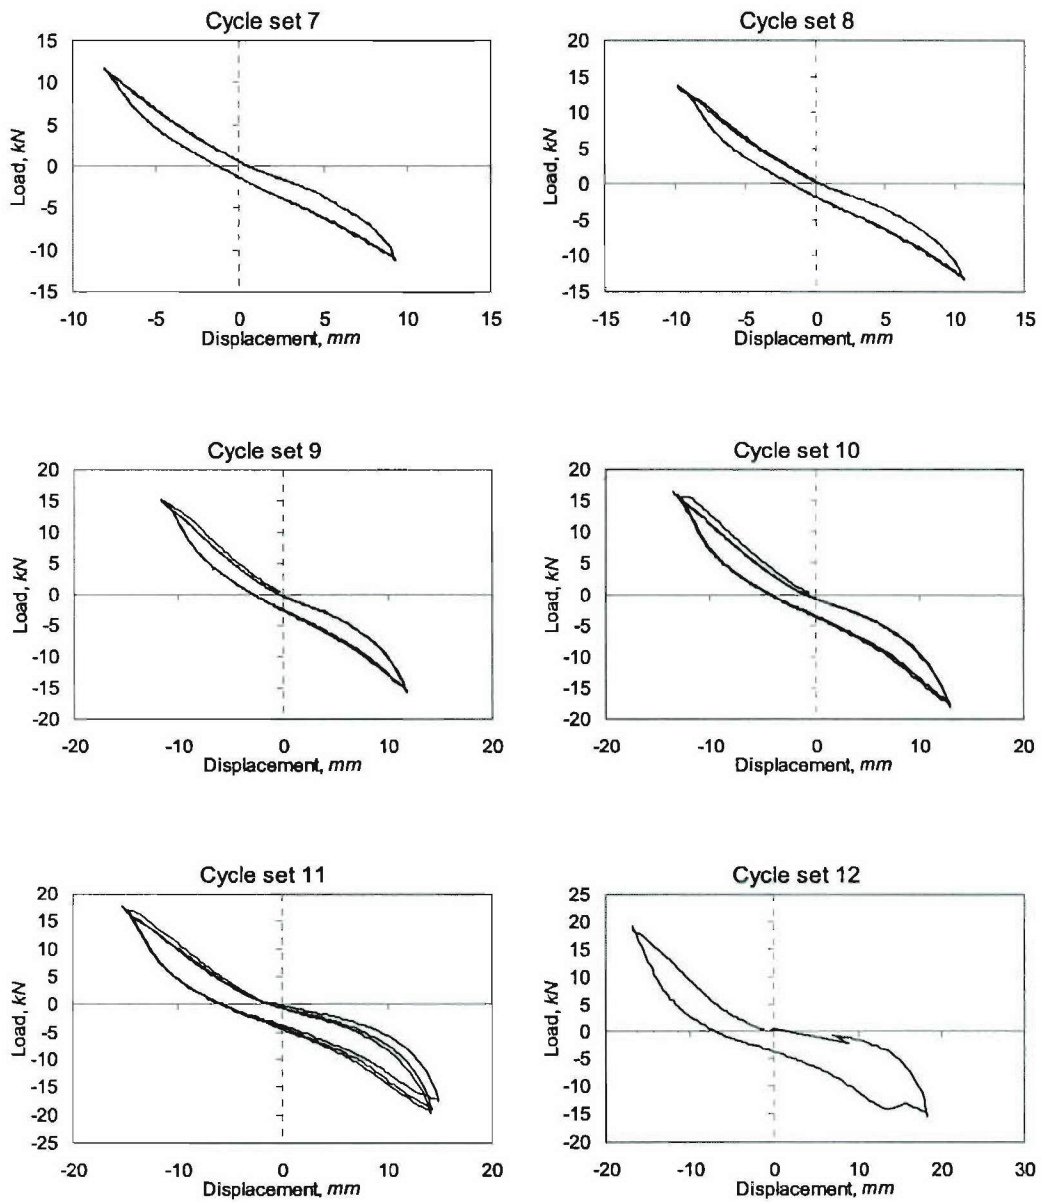 Cycle set 7
15
10
5
0
-5
-10
-15
Load, kN
-10 -5 0 5 10 15
Displacement, mm
Cycle set 8
20
15
10
5
0
-5
-10
-15
Load, kN
-15 -10 -5 0 5 10 15
Displacement, mm
Cycle set 9
20
15
10
5
0
-5
-10
-15
-20
Load, kN
-20 -10 0 10 20
Displacement, mm
Cycle set 10
20
15
10
5
0
-5
-10
-15
-20
Load, kN
-20 -10 0 10 20
Displacement, mm
Cycle set 11
20
15
10
5
0
-5
-10
-15
-20
-25
Load, kN
-20 -10 0 10 20
Displacement, mm
Cycle set 12
25
20
15
10
5
0
-5
-10
-15
-20
Load, kN
-20 -10 0 10 20 30
Displacement, mm